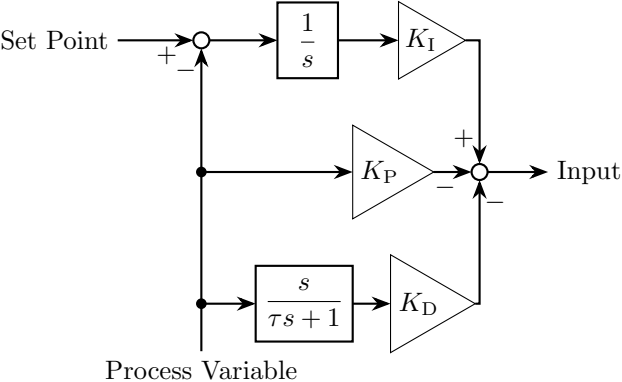 Set Point
+
−
1
s
K_I
+
K_P
−
Input
−
s
τs + 1
K_D
Process Variable